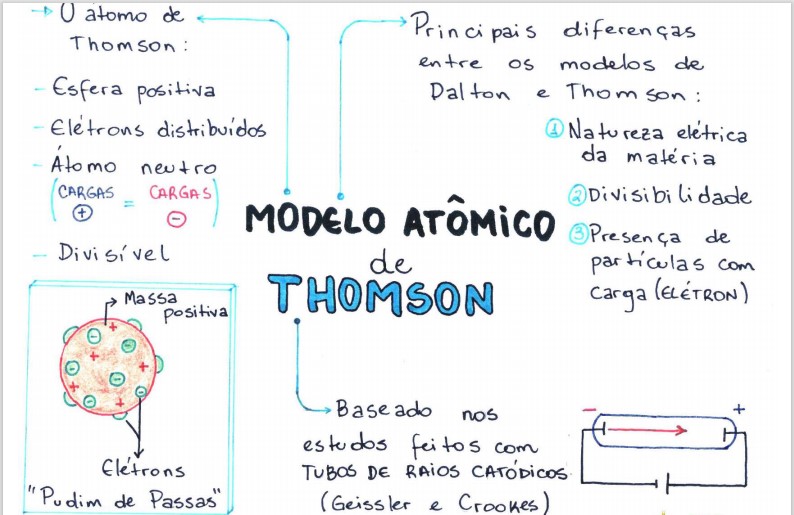 → O átomo de
Thomson:
- Esfera positiva
- Elétrons distribuídos
- Átomo neutro
(CARGAS + = CARGAS -)
- Divisível
Massa
positiva
Elétrons
"Pudim de Passas"
MODELO ATÔMICO
de
THOMSON
Principais diferenças
entre os modelos de
Dalton e Thomson:
① Natureza elétrica
da matéria
② Divisibilidade
③ Presença de
partículas com
carga (ELÉTRON)
Baseado nos
estudos feitos com
TUBOS DE RAIOS CATÓDICOS
(Geissler e Crookes)
- +